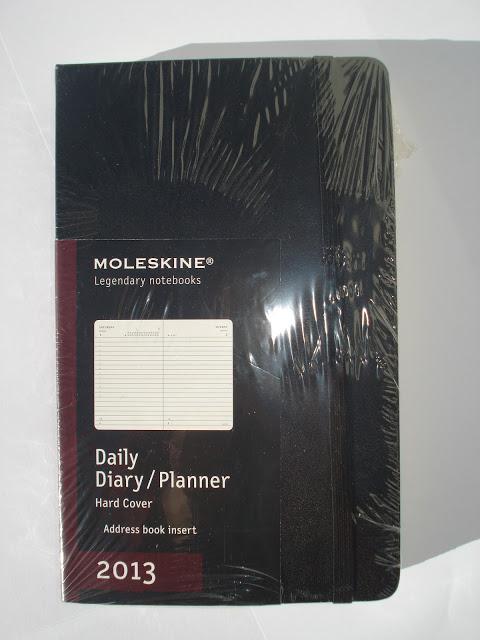 MOLESKINE®
Legendary notebooks
Daily
Diary/Planner
Hard Cover
Address book insert
2013